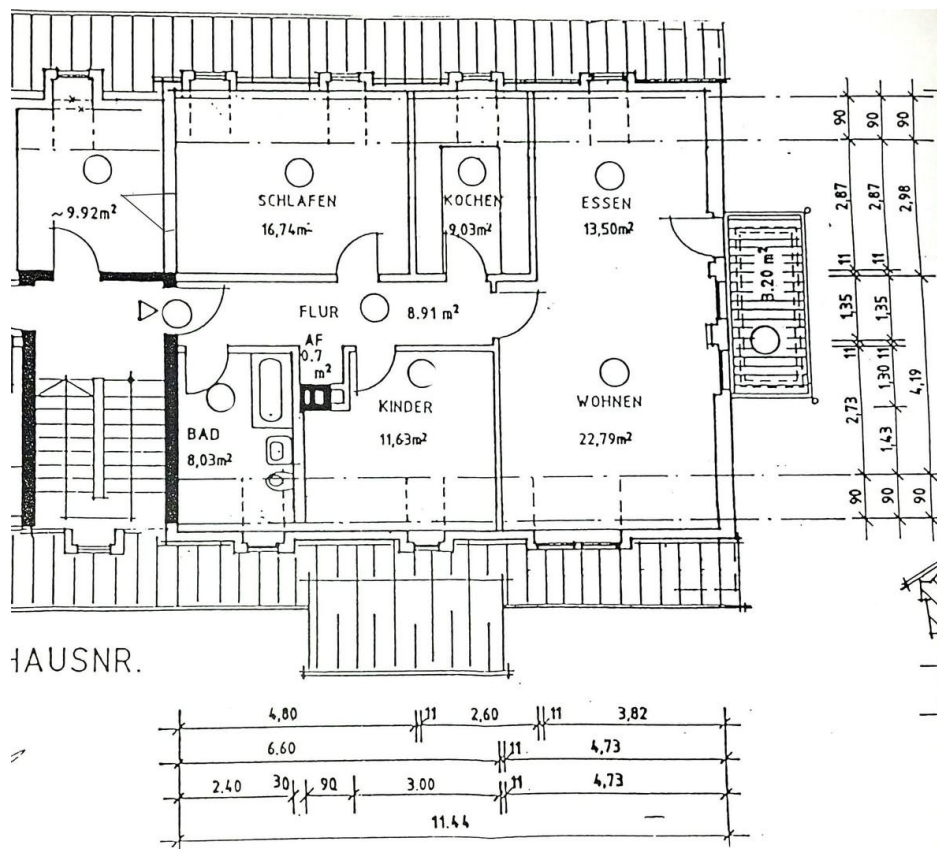 ~9.92m²
SCHLAFEN
16,74m²
KOCHEN
9,03m²
ESSEN
13,50m²
3.20 m²
FLUR
8.91 m²
AF
0.7
m²
BAD
8,03m²
KINDER
11,63m²
WOHNEN
22,79m²
90
2,87
11
1,35
11
2,73
90
90
2,87
11
1,35
11
1,30
1,43
90
90
2,98
4,19
90
HAUSNR.
4,80 11 2,60 11 3,82
6.60 11 4,73
2.40 30 90 3.00 11 4,73
11.44